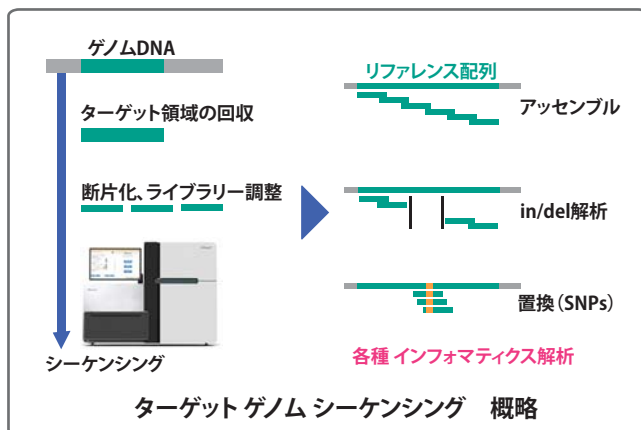 ゲノムDNA
ターゲット領域の回収
断片化、ライブラリー調整
シーケンシング
リファレンス配列
アッセンブル
in/del解析
置換(SNPs)
各種 インフォマティクス解析
ターゲット ゲノム シーケンシング 概略